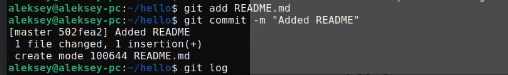 aleksey@aleksey-pc:~/hello$ git add README.md
aleksey@aleksey-pc:~/hello$ git commit -m "Added README"
[master 502fea2] Added README
 1 file changed, 1 insertion(+)
 create mode 100644 README.md
aleksey@aleksey-pc:~/hello$ git log